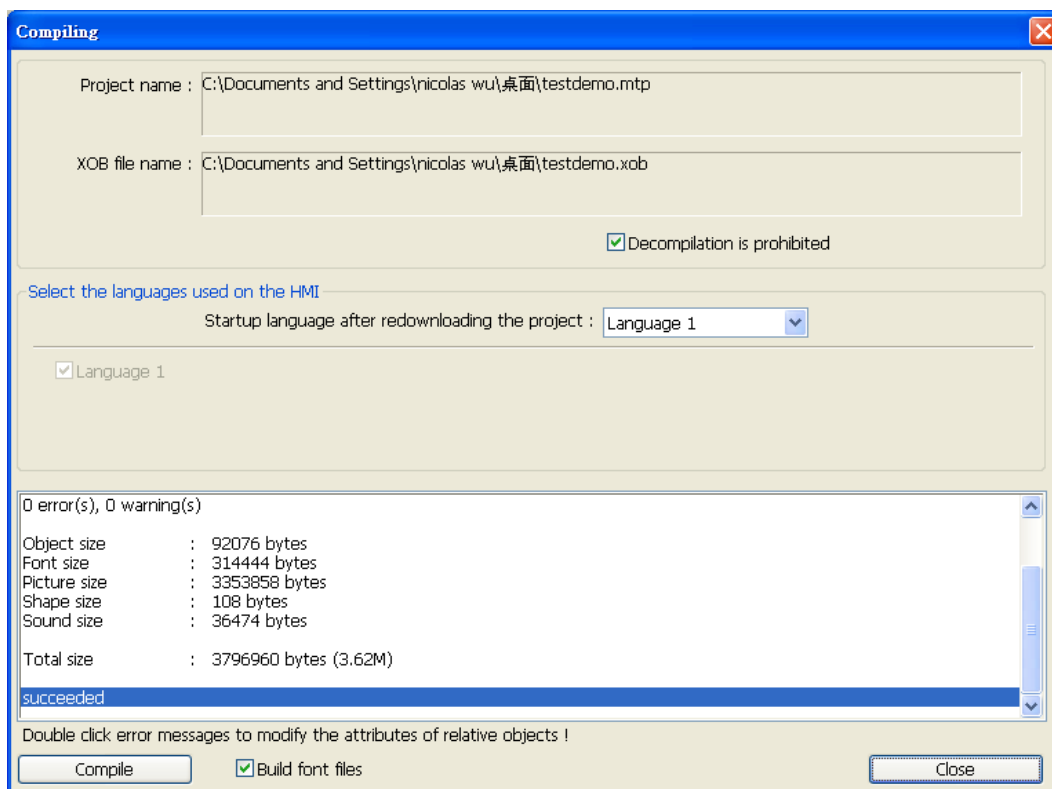 Compiling
Project name : C:\Documents and Settings\nicolas wu\桌面\testdemo.mtp
XOB file name : C:\Documents and Settings\nicolas wu\桌面\testdemo.xob
Decompilation is prohibited
Select the languages used on the HMI
Startup language after redownloading the project : Language 1
Language 1
0 error(s), 0 warning(s)
Object size : 92076 bytes
Font size : 314444 bytes
Picture size : 3353858 bytes
Shape size : 108 bytes
Sound size : 36474 bytes
Total size : 3796960 bytes (3.62M)
succeeded
Double click error messages to modify the attributes of relative objects !
Compile Build font files Close